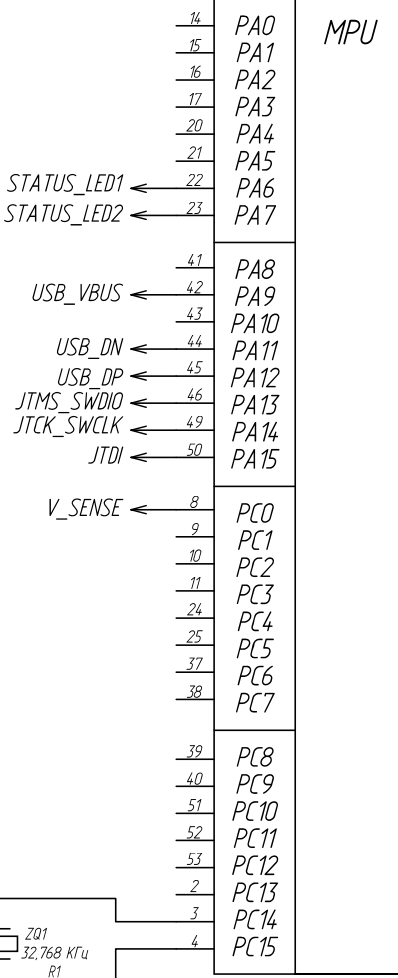 14 PA0 MPU
15 PA1
16 PA2
17 PA3
20 PA4
21 PA5
STATUS_LED1 22 PA6
STATUS_LED2 23 PA7
41 PA8
USB_VBUS 42 PA9
43 PA10
USB_DN 44 PA11
USB_DP 45 PA12
JTMS_SWDIO 46 PA13
JTCK_SWCLK 49 PA14
JTDI 50 PA15
V_SENSE 8 PC0
9 PC1
10 PC2
11 PC3
24 PC4
25 PC5
37 PC6
38 PC7
39 PC8
40 PC9
51 PC10
52 PC11
53 PC12
2 PC13
3 PC14
ZQ1 4 PC15
32,768 КГц
R1